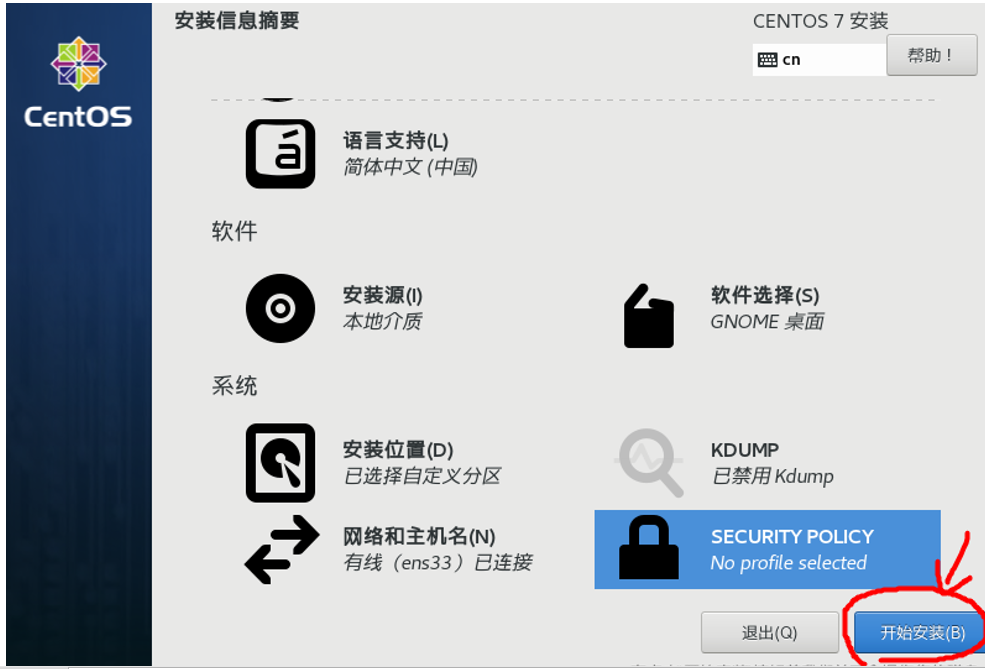 安装信息摘要
CENTOS 7 安装
cn
帮助！
CentOS
语言支持(L)
简体中文 (中国)
软件
安装源(I)
本地介质
软件选择(S)
GNOME 桌面
系统
安装位置(D)
已选择自定义分区
KDUMP
已禁用 Kdump
网络和主机名(N)
有线（ens33）已连接
SECURITY POLICY
No profile selected
退出(Q)
开始安装(B)